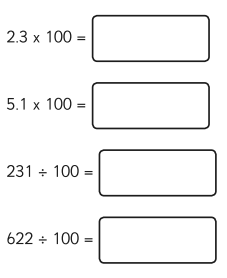 2.3 x 100 =
5.1 x 100 =
231 ÷ 100 =
622 ÷ 100 =